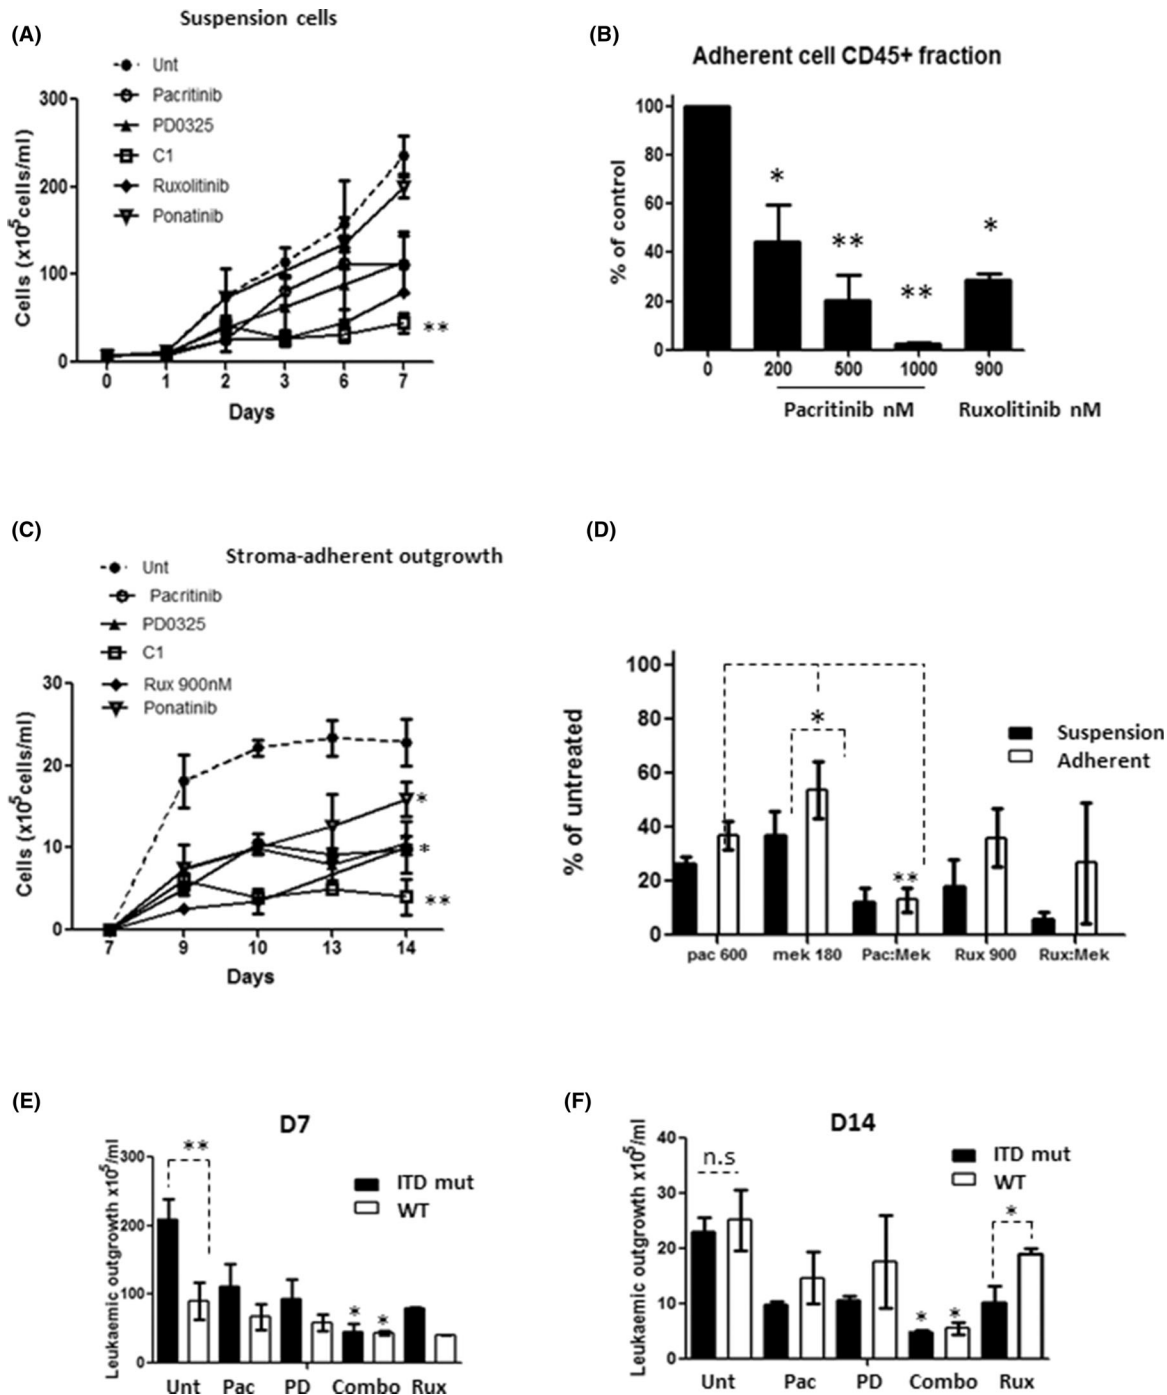 (A)
Suspension cells
Unt
Pacritinib
PD0325
C1
Ruxolitinib
Ponatinib
Cells (x10⁵cells/ml)
300
200
100
0
**
0 1 2 3 6 7
Days
(B)
Adherent cell CD45+ fraction
% of control
100
80
60
40
20
0
*
**
**
*
0 200 500 1000 900
Pacritinib nM Ruxolitinib nM
(C)
Stroma-adherent outgrowth
Unt
Pacritinib
PD0325
C1
Rux 900nM
Ponatinib
Cells (x10⁵cells/ml)
30
20
10
0
*
*
**
7 9 10 13 14
Days
(D)
% of untreated
100
80
60
40
20
0
*
**
Suspension
Adherent
pac 600 mek 180 Pac:Mek Rux 900 Rux:Mek
(E)
D7
Leukaemic outgrowth x10⁵/ml
300
200
100
0
**
* *
ITD mut
WT
Unt Pac PD Combo Rux
(F)
D14
Leukaemic outgrowth x10⁵/ml
40
30
20
10
0
n.s
* *
*
ITD mut
WT
Unt Pac PD Combo Rux